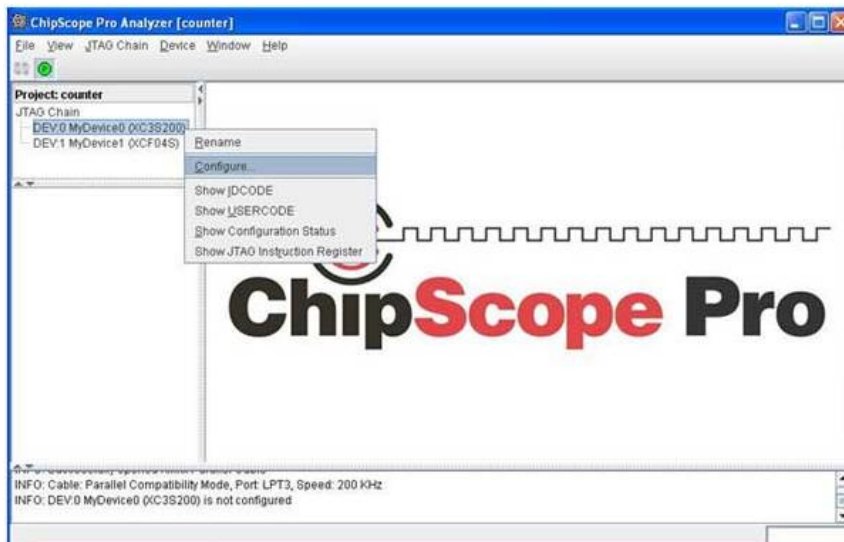 ChipScope Pro Analyzer [counter]
File View JTAG Chain Device Window Help
Project: counter
JTAG Chain
DEV:0 MyDevice0 (XC3S200)
DEV:1 MyDevice1 (XCF04S)
Rename
Configure...
Show IDCODE
Show USERCODE
Show Configuration Status
Show JTAG Instruction Register
ChipScope Pro
INFO: Cable: Parallel Compatibility Mode, Port: LPT3, Speed: 200 KHz
INFO: DEV:0 MyDevice0 (XC3S200) is not configured